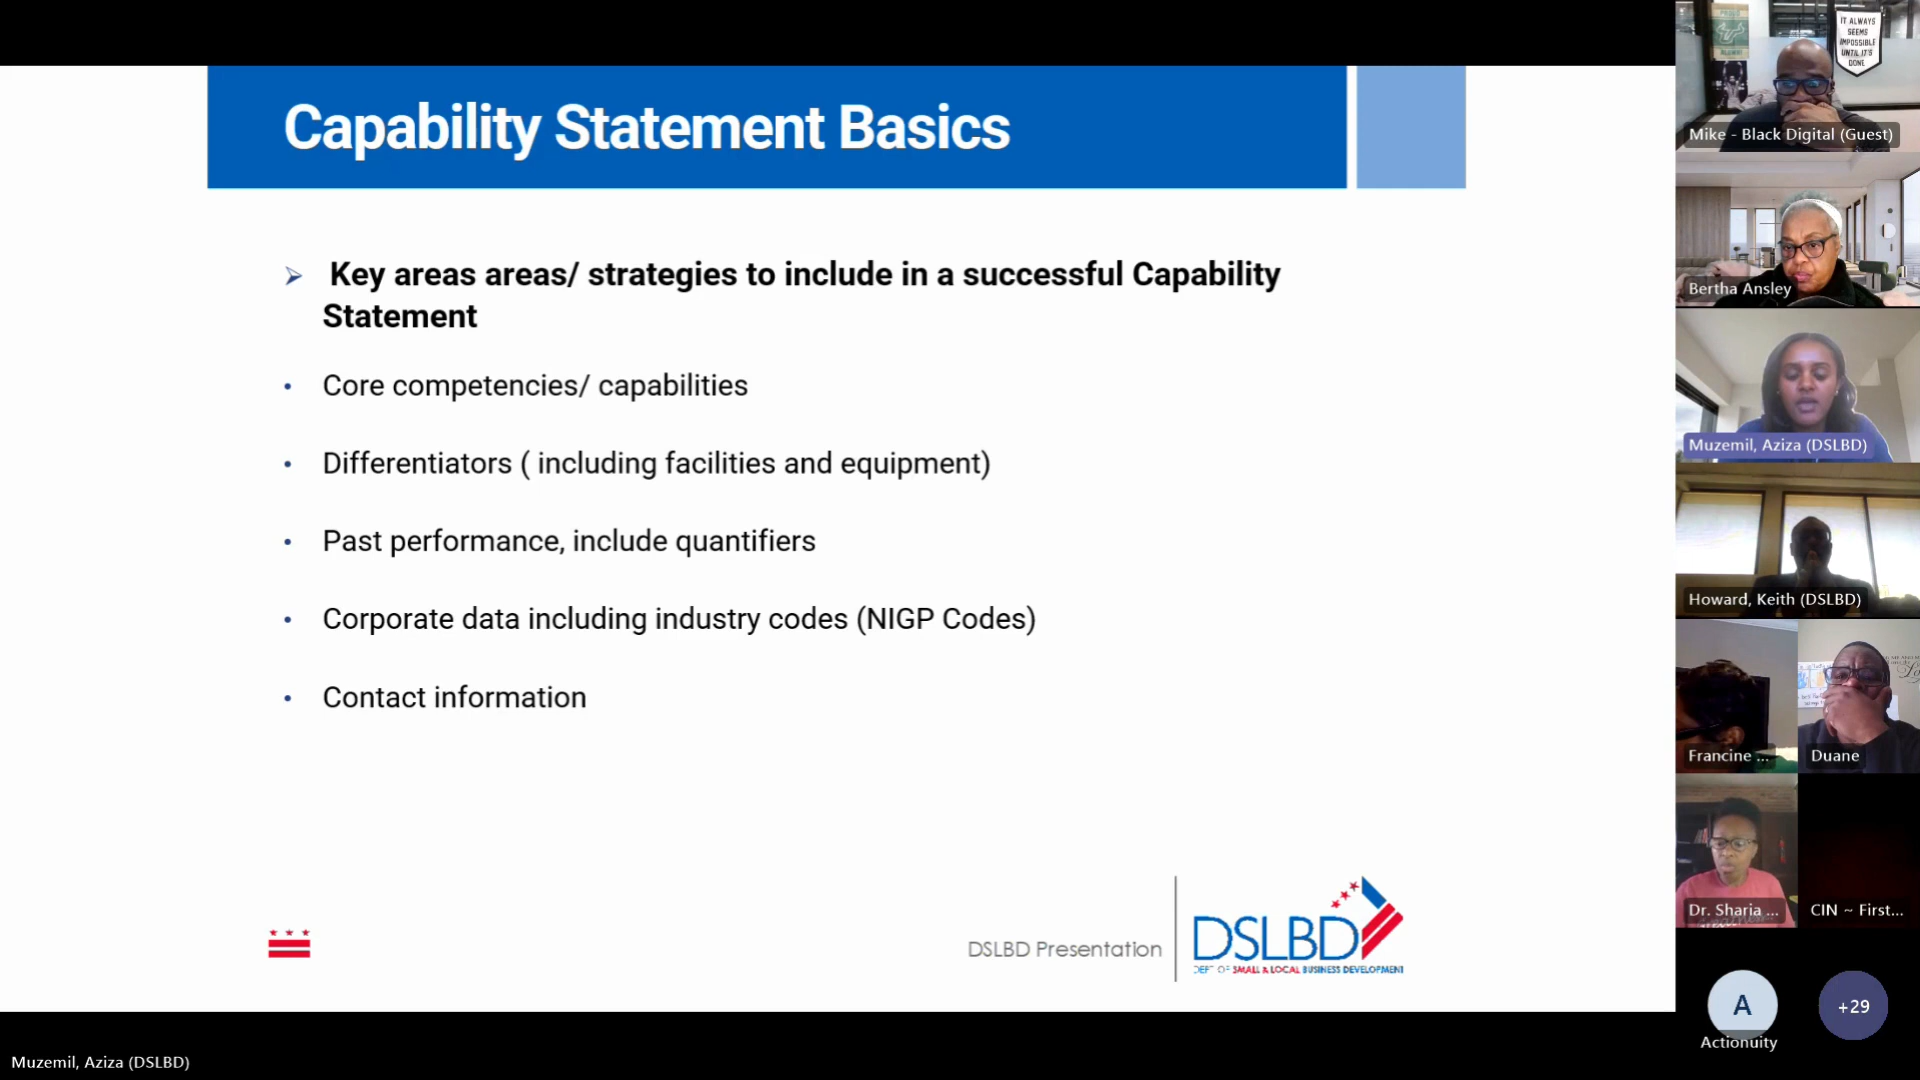 Capability Statement Basics
Key areas areas/ strategies to include in a successful Capability
Statement
Core competencies/ capabilities
Differentiators ( including facilities and equipment)
Past performance, include quantifiers
Corporate data including industry codes (NIGP Codes)
Contact information
DSLBD Presentation
DSLBD
DEPT OF SMALL & LOCAL BUSINESS DEVELOPMENT
Muzemil, Aziza (DSLBD)
IT ALWAYS
SEEMS
IMPOSSIBLE
UNTIL IT'S
DONE
Mike - Black Digital (Guest)
Bertha Ansley
Muzemil, Aziza (DSLBD)
Howard, Keith (DSLBD)
Francine ...
Duane
Dr. Sharia ...
CIN ~ First...
A
Actionuity
+29